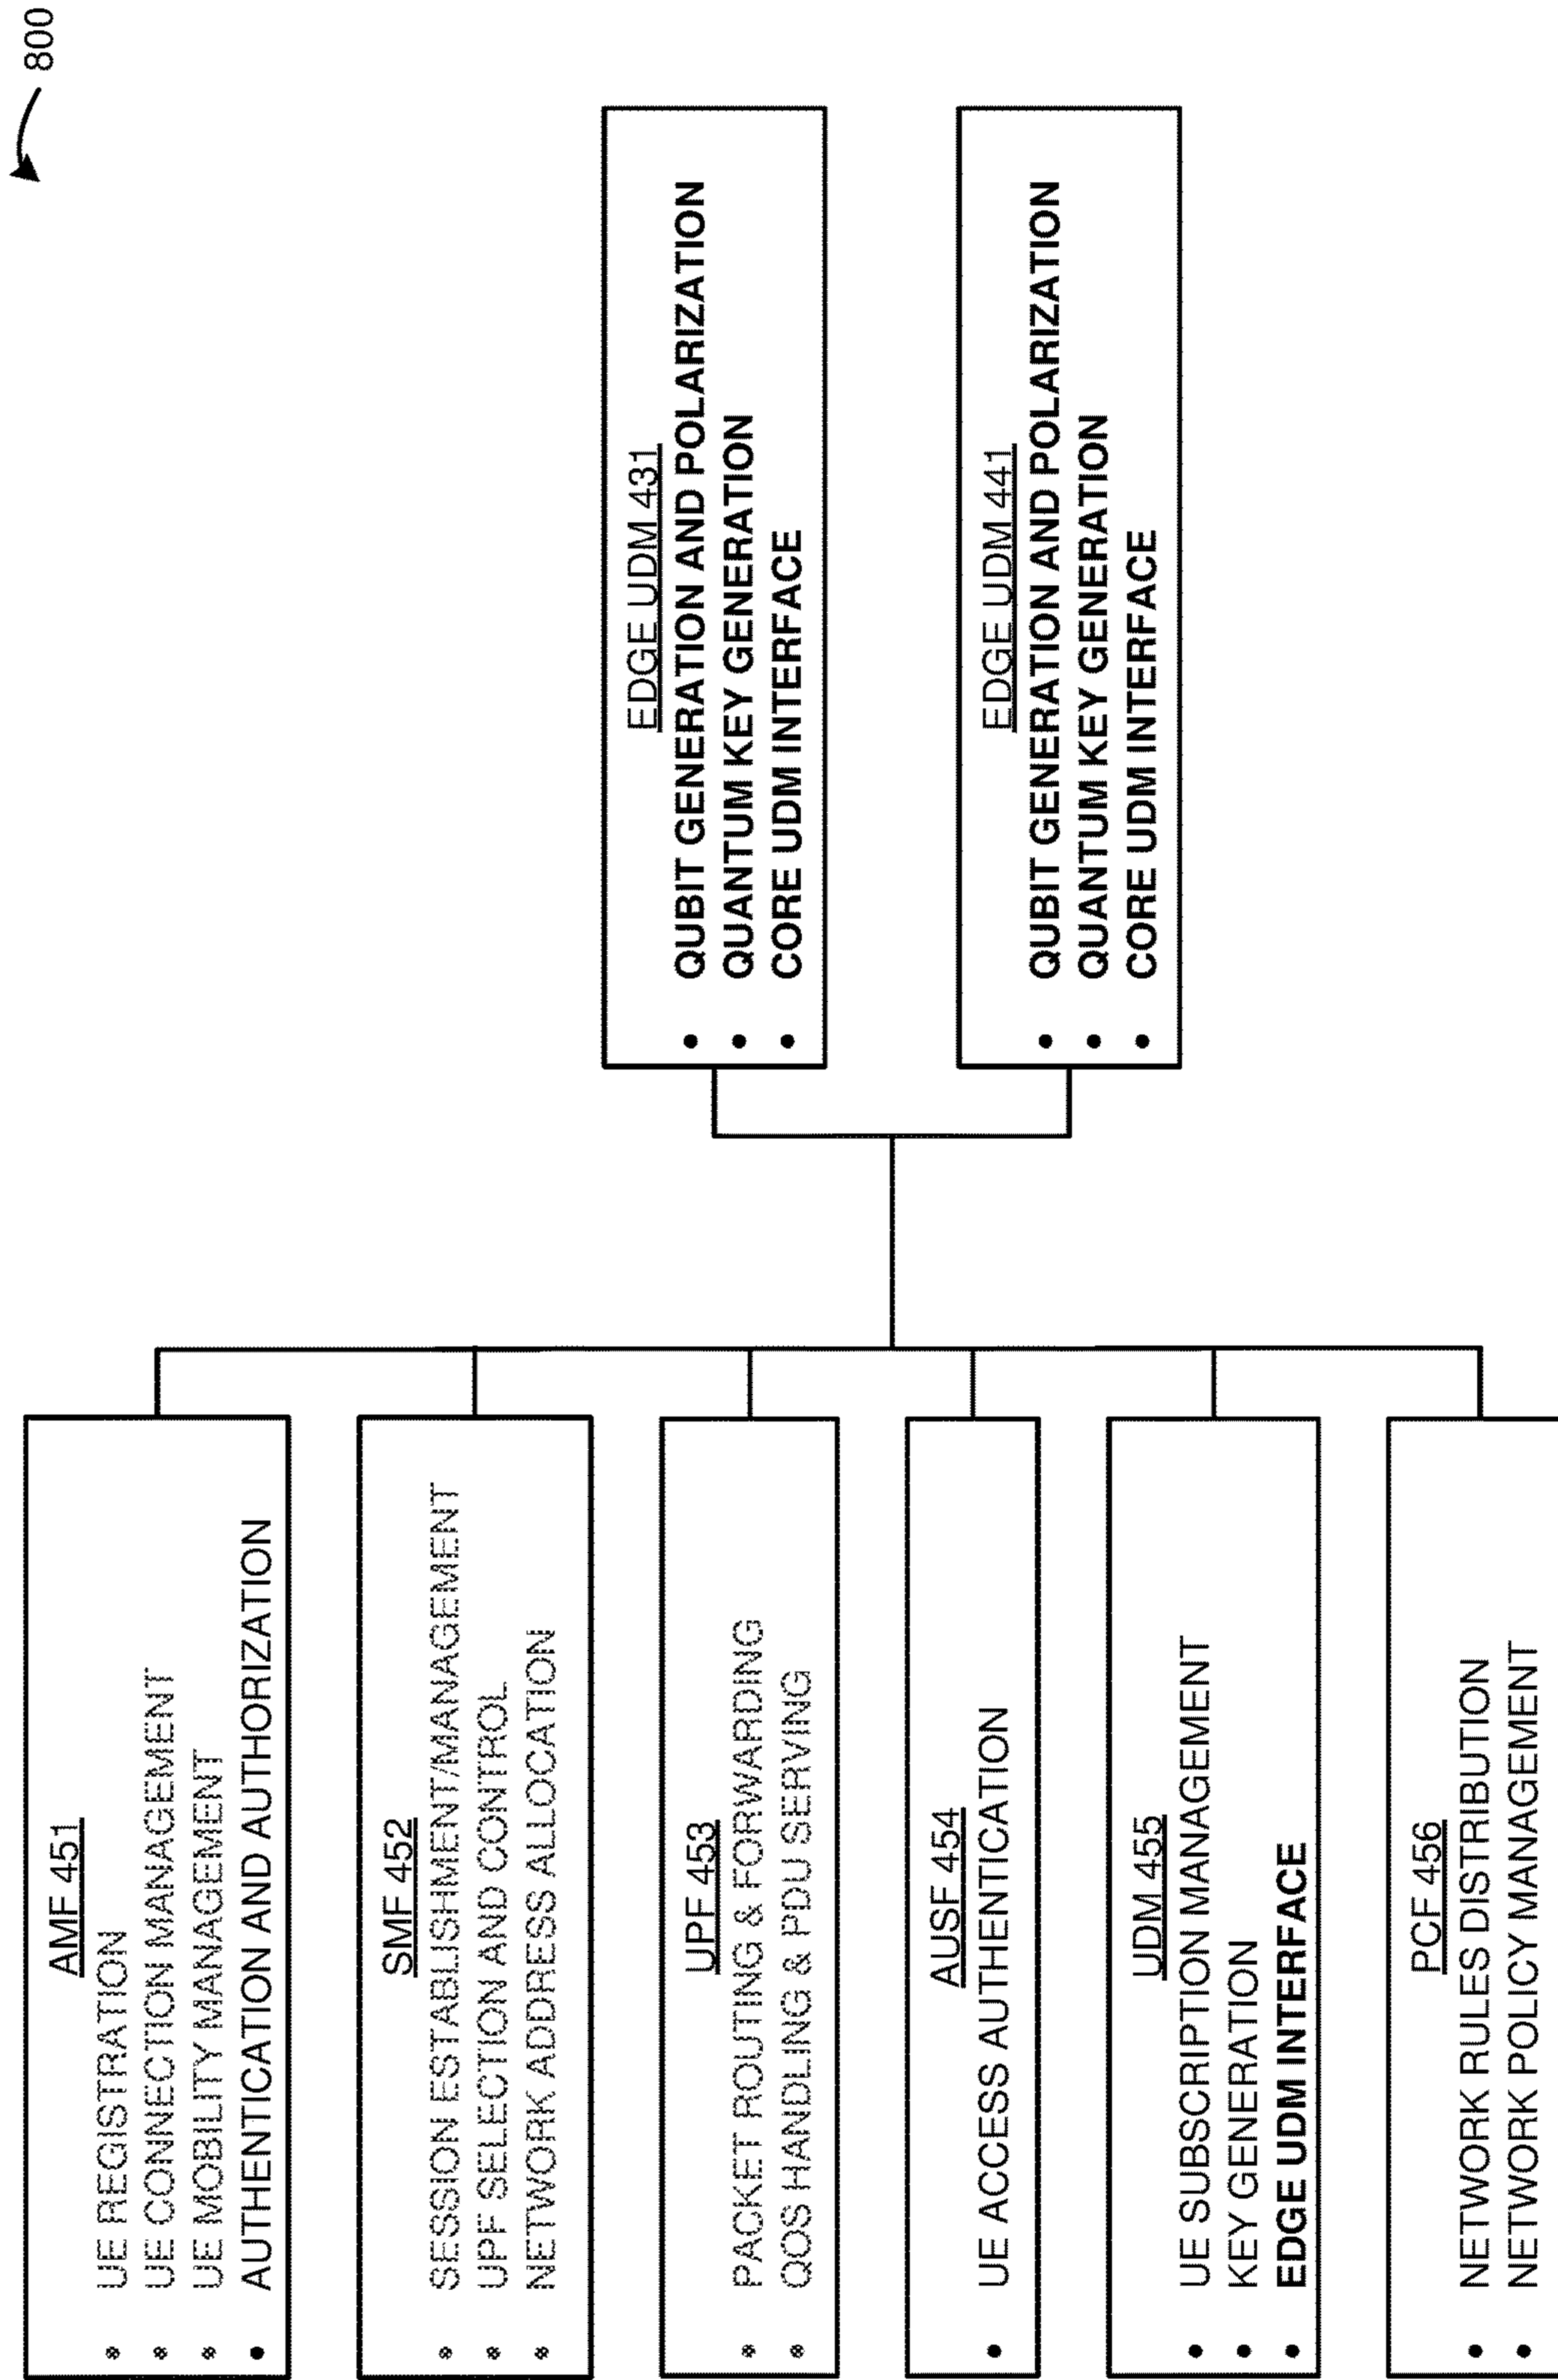 800
AMF 451
• UE REGISTRATION
• UE CONNECTION MANAGEMENT
• UE MOBILITY MANAGEMENT
• AUTHENTICATION AND AUTHORIZATION
SMF 452
• SESSION ESTABLISHMENT/MANAGEMENT
• UPF SELECTION AND CONTROL
• NETWORK ADDRESS ALLOCATION
UPF 453
• PACKET ROUTING & FORWARDING
• QOS HANDLING & PDU SERVING
AUSF 454
• UE ACCESS AUTHENTICATION
UDM 455
• UE SUBSCRIPTION MANAGEMENT
• KEY GENERATION
• EDGE UDM INTERFACE
PCF 456
• NETWORK RULES DISTRIBUTION
• NETWORK POLICY MANAGEMENT
EDGE UDM 431
• QUBIT GENERATION AND POLARIZATION
• QUANTUM KEY GENERATION
• CORE UDM INTERFACE
EDGE UDM 441
• QUBIT GENERATION AND POLARIZATION
• QUANTUM KEY GENERATION
• CORE UDM INTERFACE